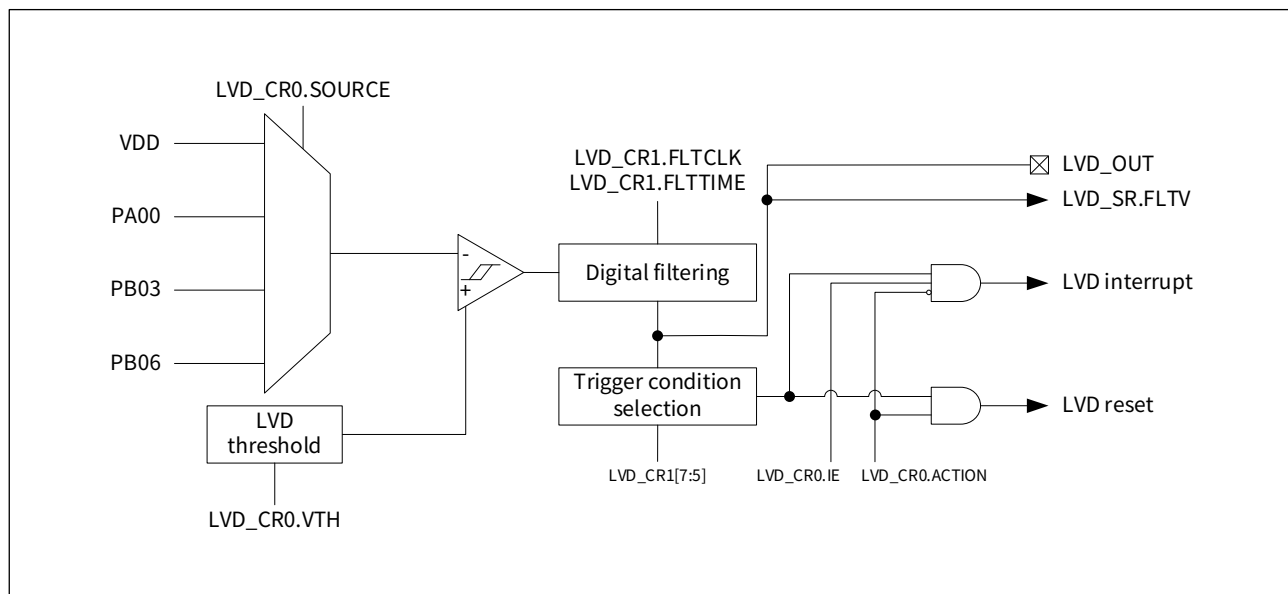 LVD_CR0.SOURCE
VDD
PA00
PB03
PB06
LVD
threshold
LVD_CR0.VTH
-
+
LVD_CR1.FLTCLK
LVD_CR1.FLTTIME
Digital filtering
Trigger condition
selection
LVD_CR1[7:5]
LVD_CR0.IE
LVD_CR0.ACTION
LVD_OUT
LVD_SR.FLTV
LVD interrupt
LVD reset